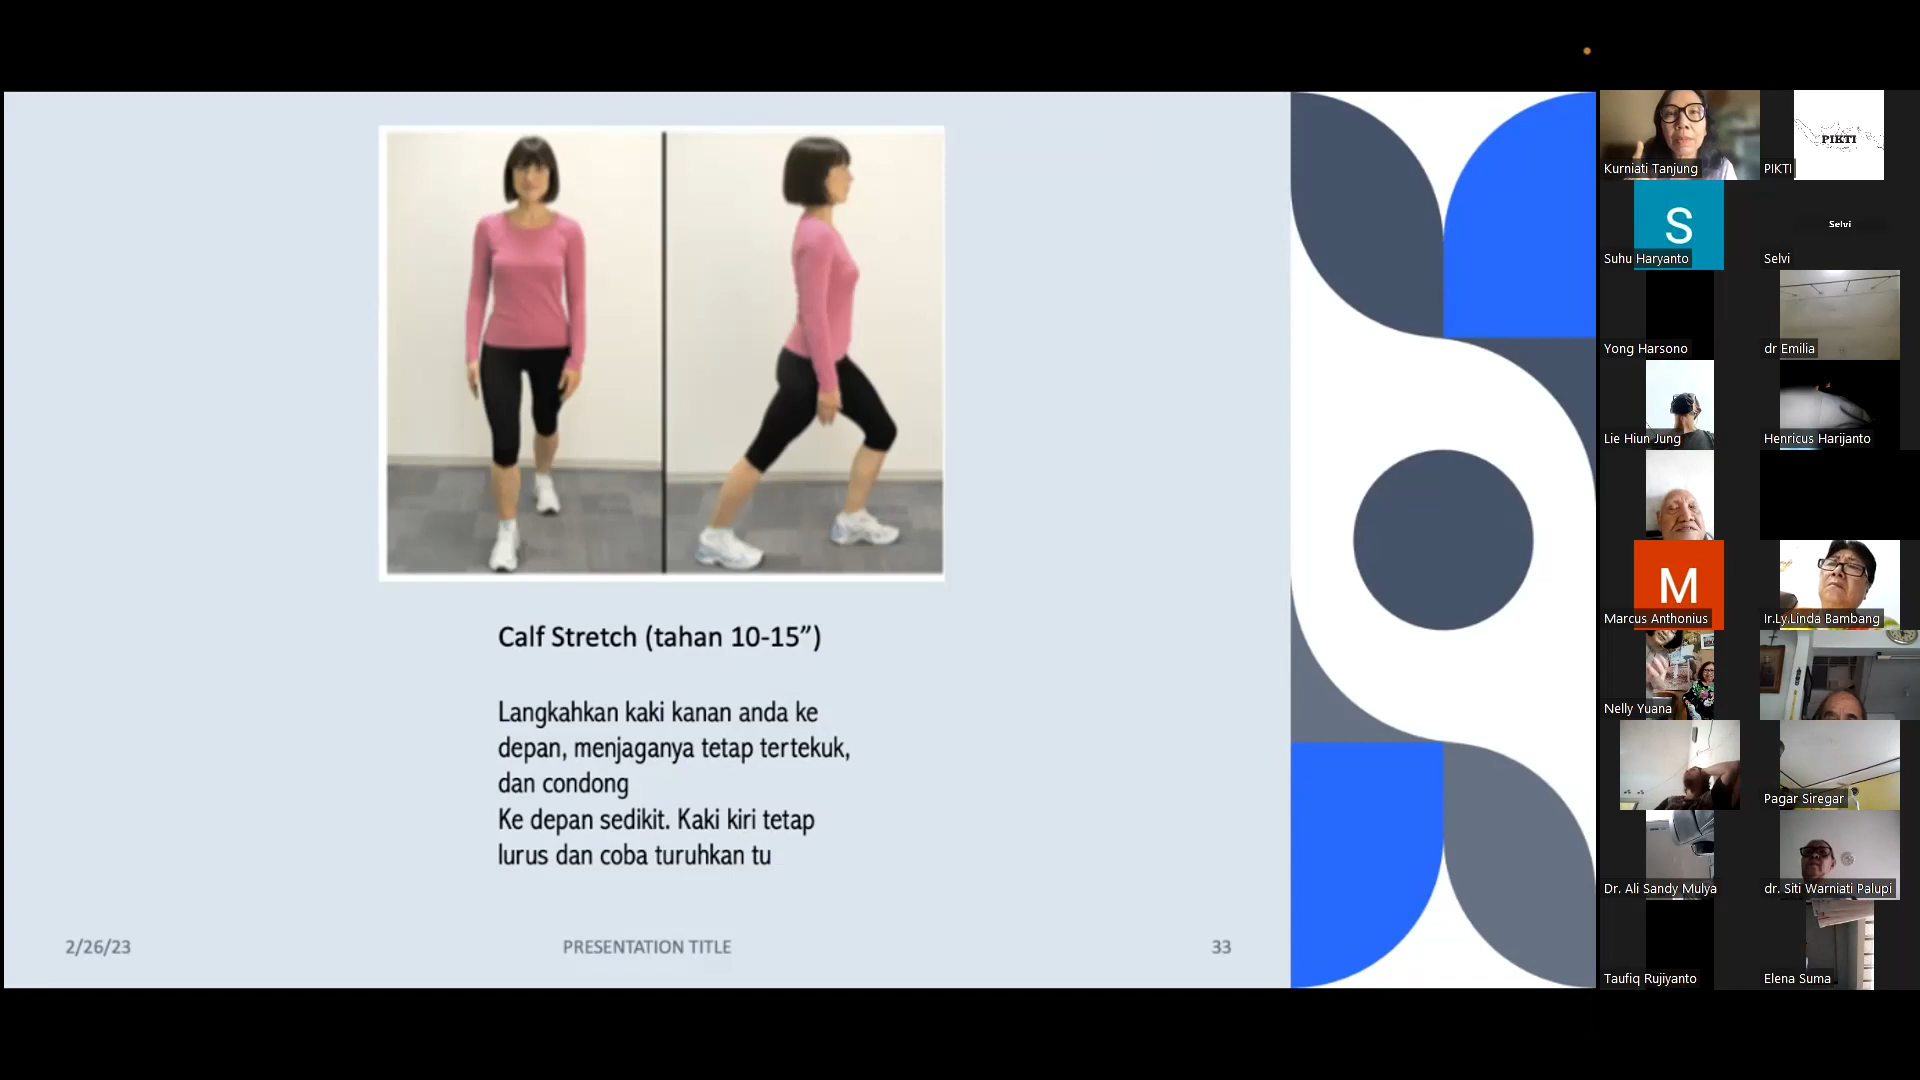 Calf Stretch (tahan 10-15”)
Langkahkan kaki kanan anda ke
depan, menjaganya tetap tertekuk,
dan condong
Ke depan sedikit. Kaki kiri tetap
lurus dan coba turuhkan tu
2/26/23
PRESENTATION TITLE
33
Kurniati Tanjung
PIKTI
PIKTI
S
Suhu Haryanto
Selvi
Selvi
Yong Harsono
dr Emilia
Lie Hiun Jung
Henricus Harijanto
M
Marcus Anthonius
Ir.Ly.Linda Bambang
Nelly Yuana
Pagar Siregar
Dr. Ali Sandy Mulya
dr. Siti Warniati Palupi
Taufiq Rujiyanto
Elena Suma